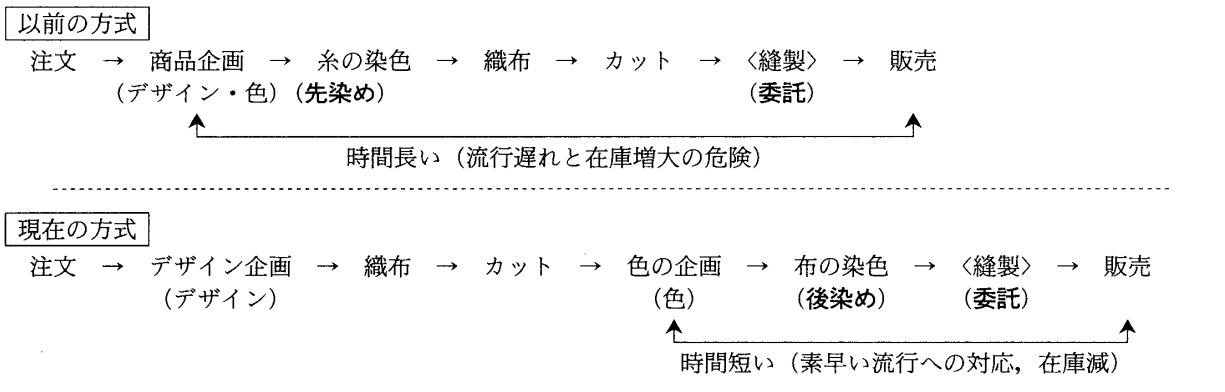 以前の方式
注文 → 商品企画 → 糸の染色 → 織布 → カット → 〈縫製〉 → 販売
(デザイン・色) (先染め) (委託)
時間長い (流行遅れと在庫増大の危険)
現在の方式
注文 → デザイン企画 → 織布 → カット → 色の企画 → 布の染色 → 〈縫製〉 → 販売
(デザイン) (色) (後染め) (委託)
時間短い (素早い流行への対応, 在庫減)